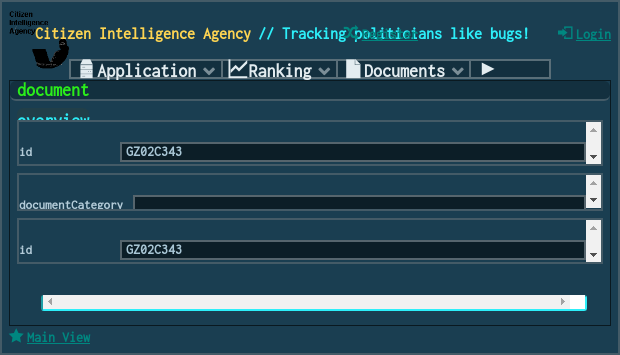 Citizen
Intelligence
Agency
Citizen Intelligence Agency // Tracking politicians like bugs!
Register
Login
Application
Ranking
Documents
document
overview
id
GZ02C343
documentCategory
id
GZ02C343
Main View